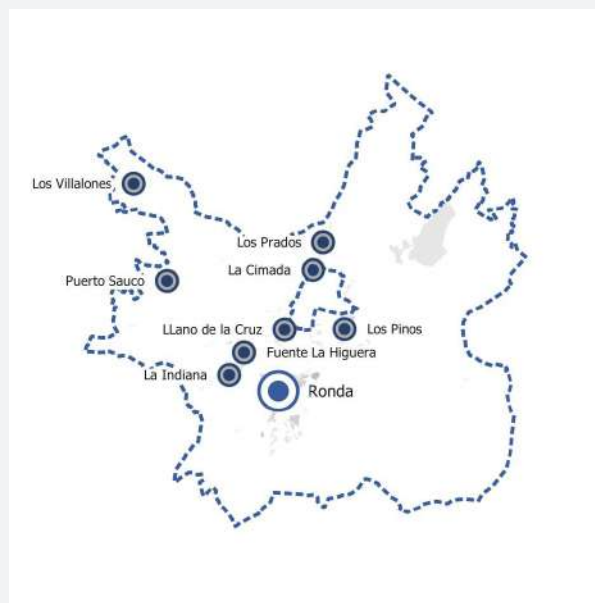 Los Villalones
Los Prados
La Cimada
Puerto Sauco
LLano de la Cruz
Los Pinos
Fuente La Higuera
La Indiana
Ronda